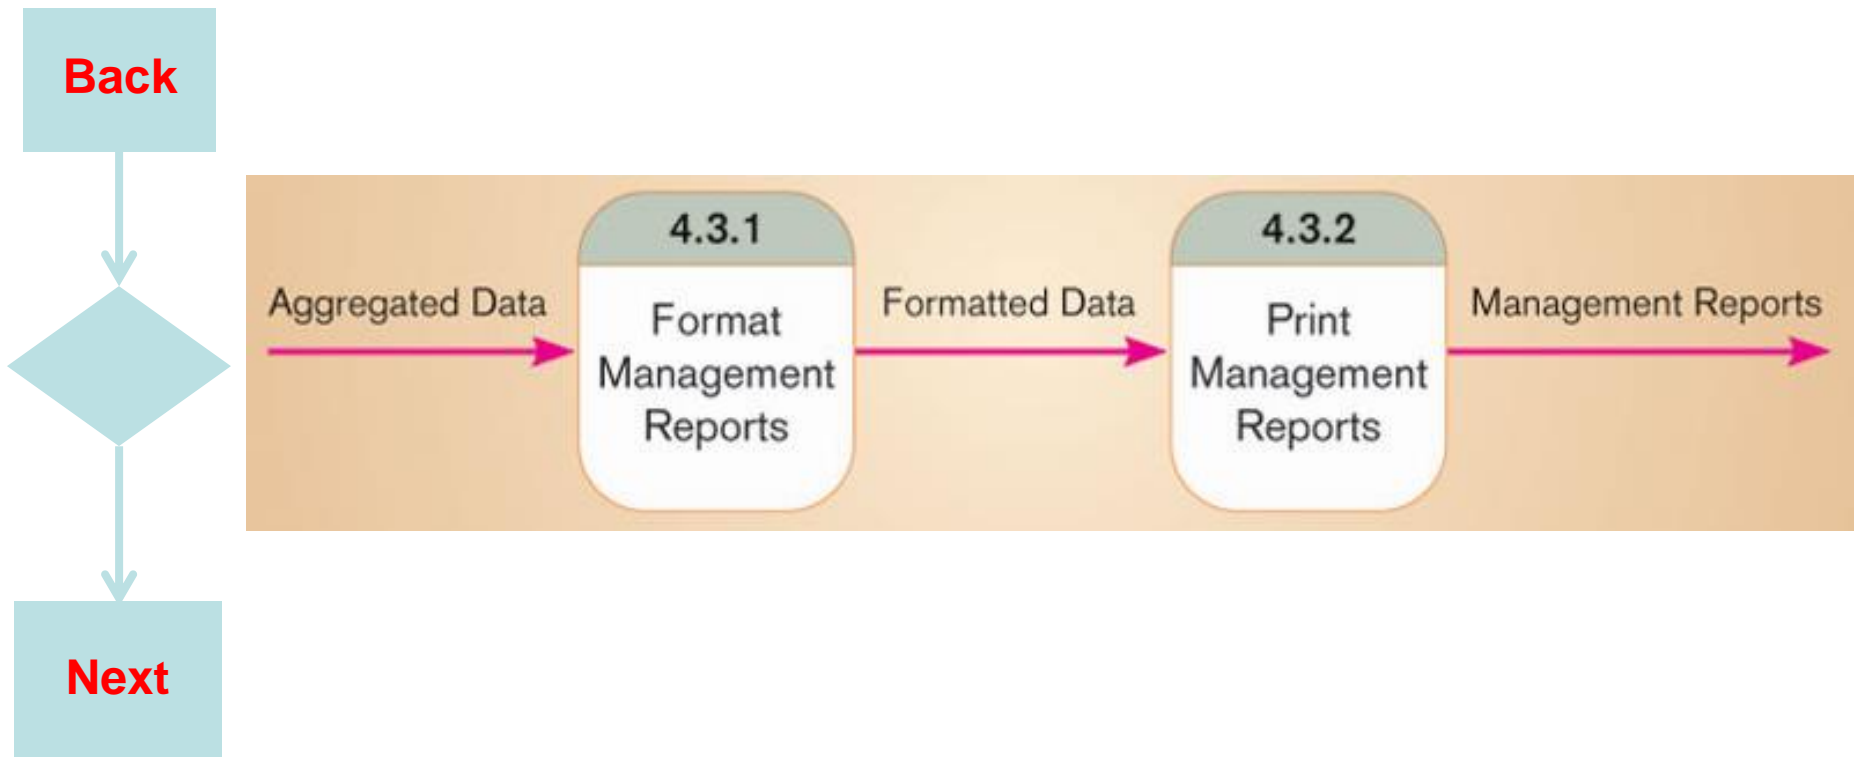 Back
4.3.1
4.3.2
Aggregated Data
Format
Management
Reports
Formatted Data
Print
Management
Reports
Management Reports
Next